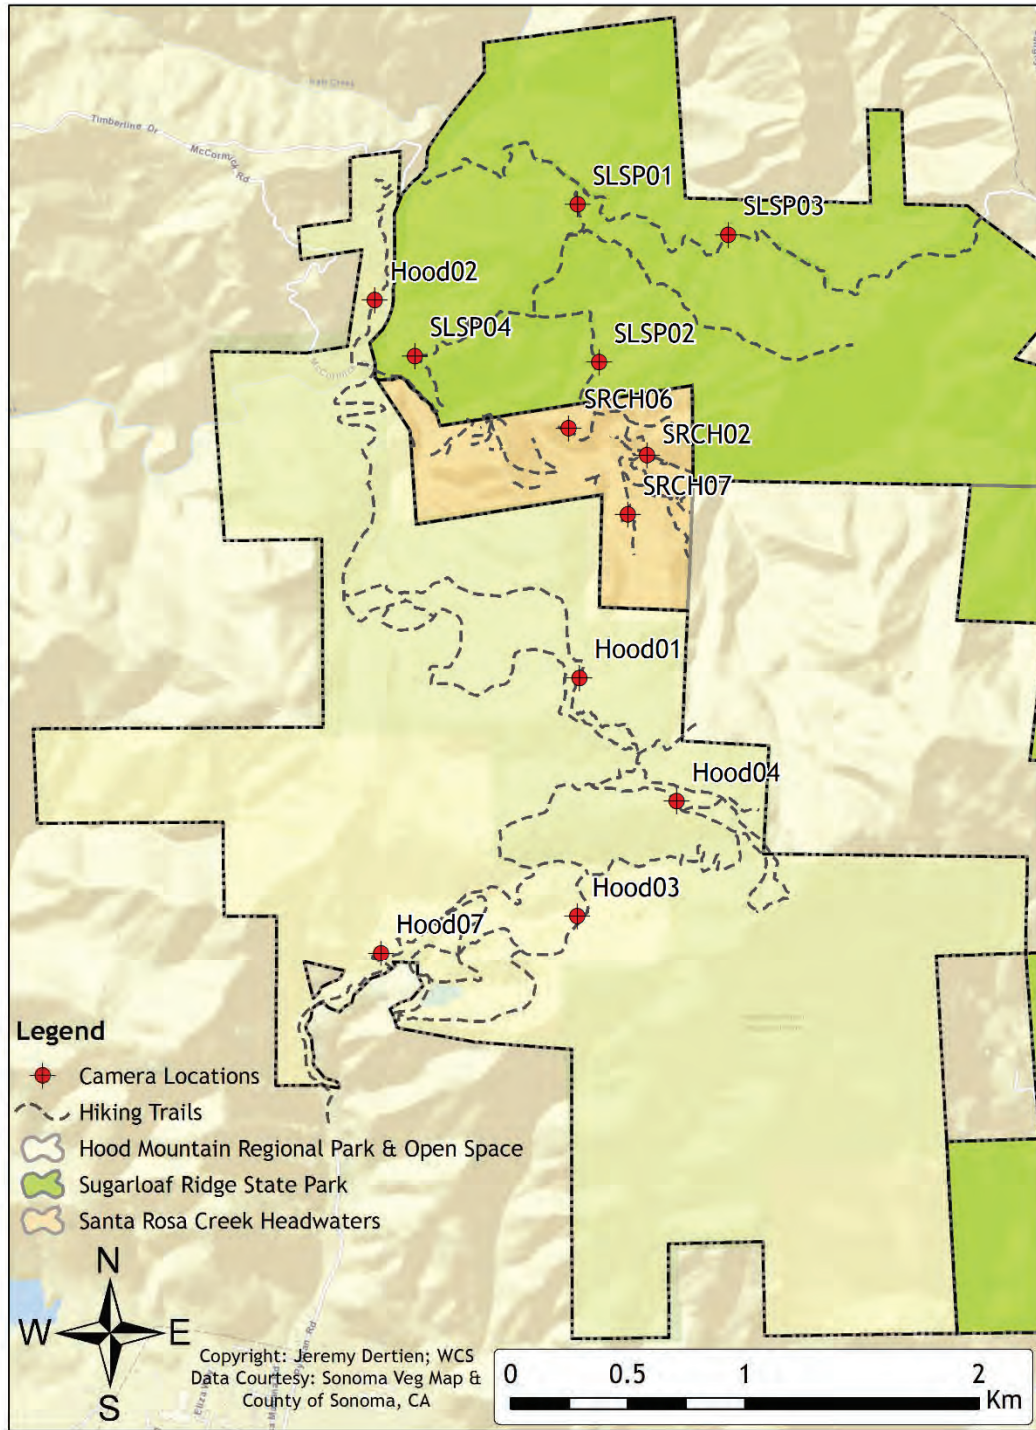 Timberline Dr
McCormick
Rd
SLSP01
SLSP03
Hood02
SLSP04
SLSP02
McCormick
SRCH06
SRCH02
SRCH07
Hood01
Hood04
Hood03
Hood07
Legend
Camera Locations
Hiking Trails
Hood Mountain Regional Park & Open Space
Sugarloaf Ridge State Park
Santa Rosa Creek Headwaters
N
W
E
S
Copyright: Jeremy Dertien; WCS
Data Courtesy: Sonoma Veg Map &
County of Sonoma, CA
0 0.5 1 2
Km